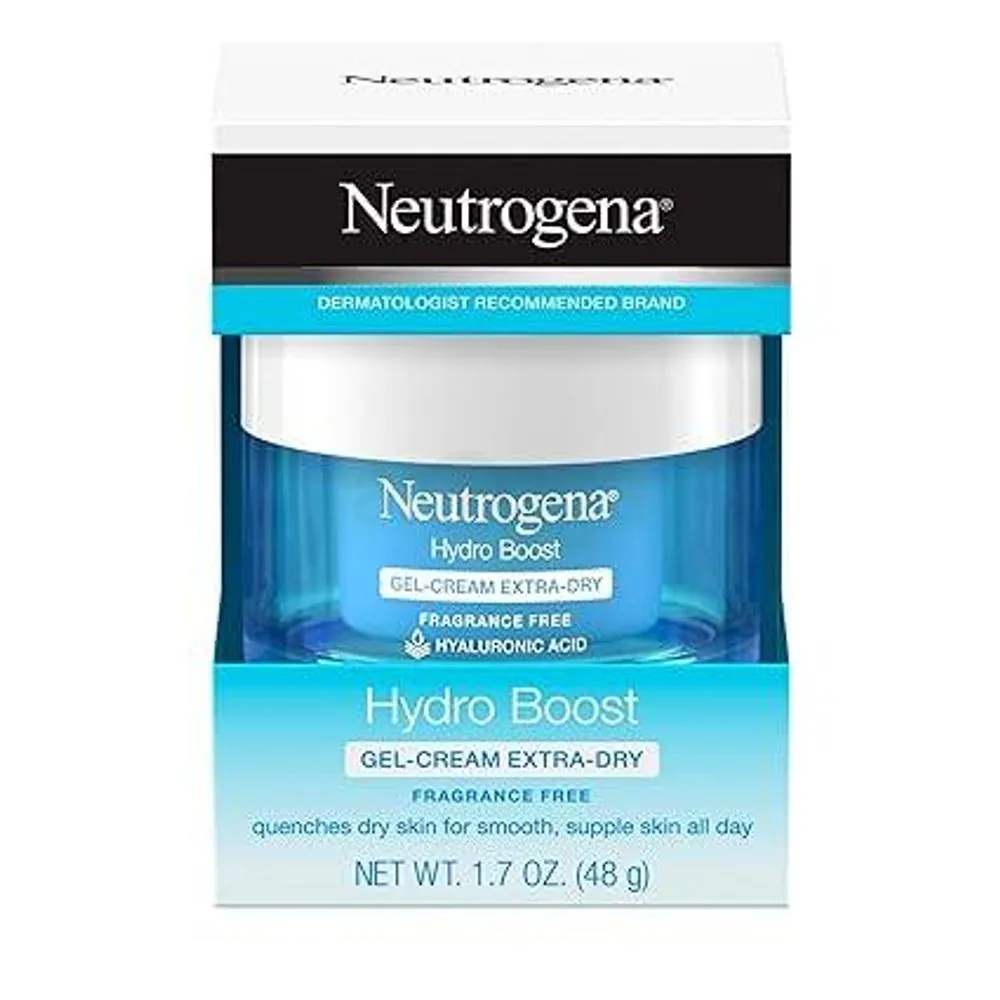 Neutrogena®
Neutrogena®
DERMATOLOGIST RECOMMENDED BRAND
Neutrogena®
Hydro Boost
GEL-CREAM EXTRA-DRY
FRAGRANCE FREE
HYALURONIC ACID
Hydro Boost
GEL-CREAM EXTRA-DRY
FRAGRANCE FREE
quenches dry skin for smooth, supple skin all day
NET WT. 1.7 OZ. (48 g)